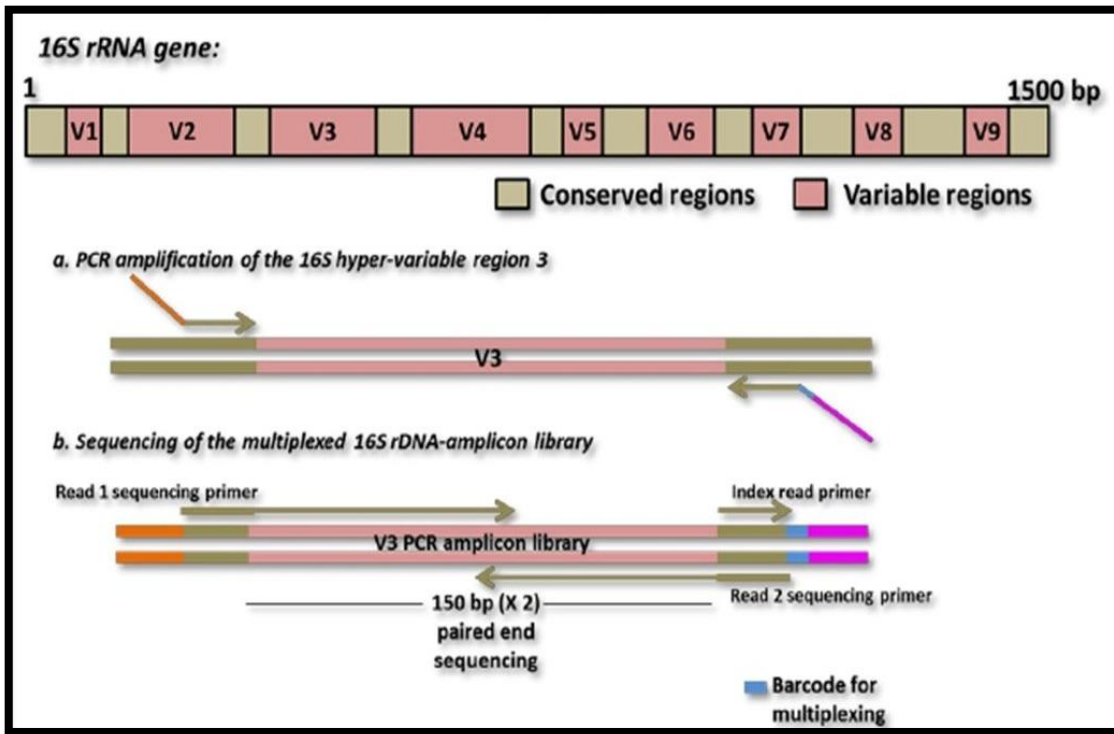 16S rRNA gene:
1
1500 bp
V1 V2 V3 V4 V5 V6 V7 V8 V9
Conserved regions
Variable regions
a. PCR amplification of the 16S hyper-variable region 3
V3
b. Sequencing of the multiplexed 16S rDNA-amplicon library
Read 1 sequencing primer
Index read primer
V3 PCR amplicon library
Read 2 sequencing primer
150 bp (X 2)
paired end
sequencing
Barcode for
multiplexing